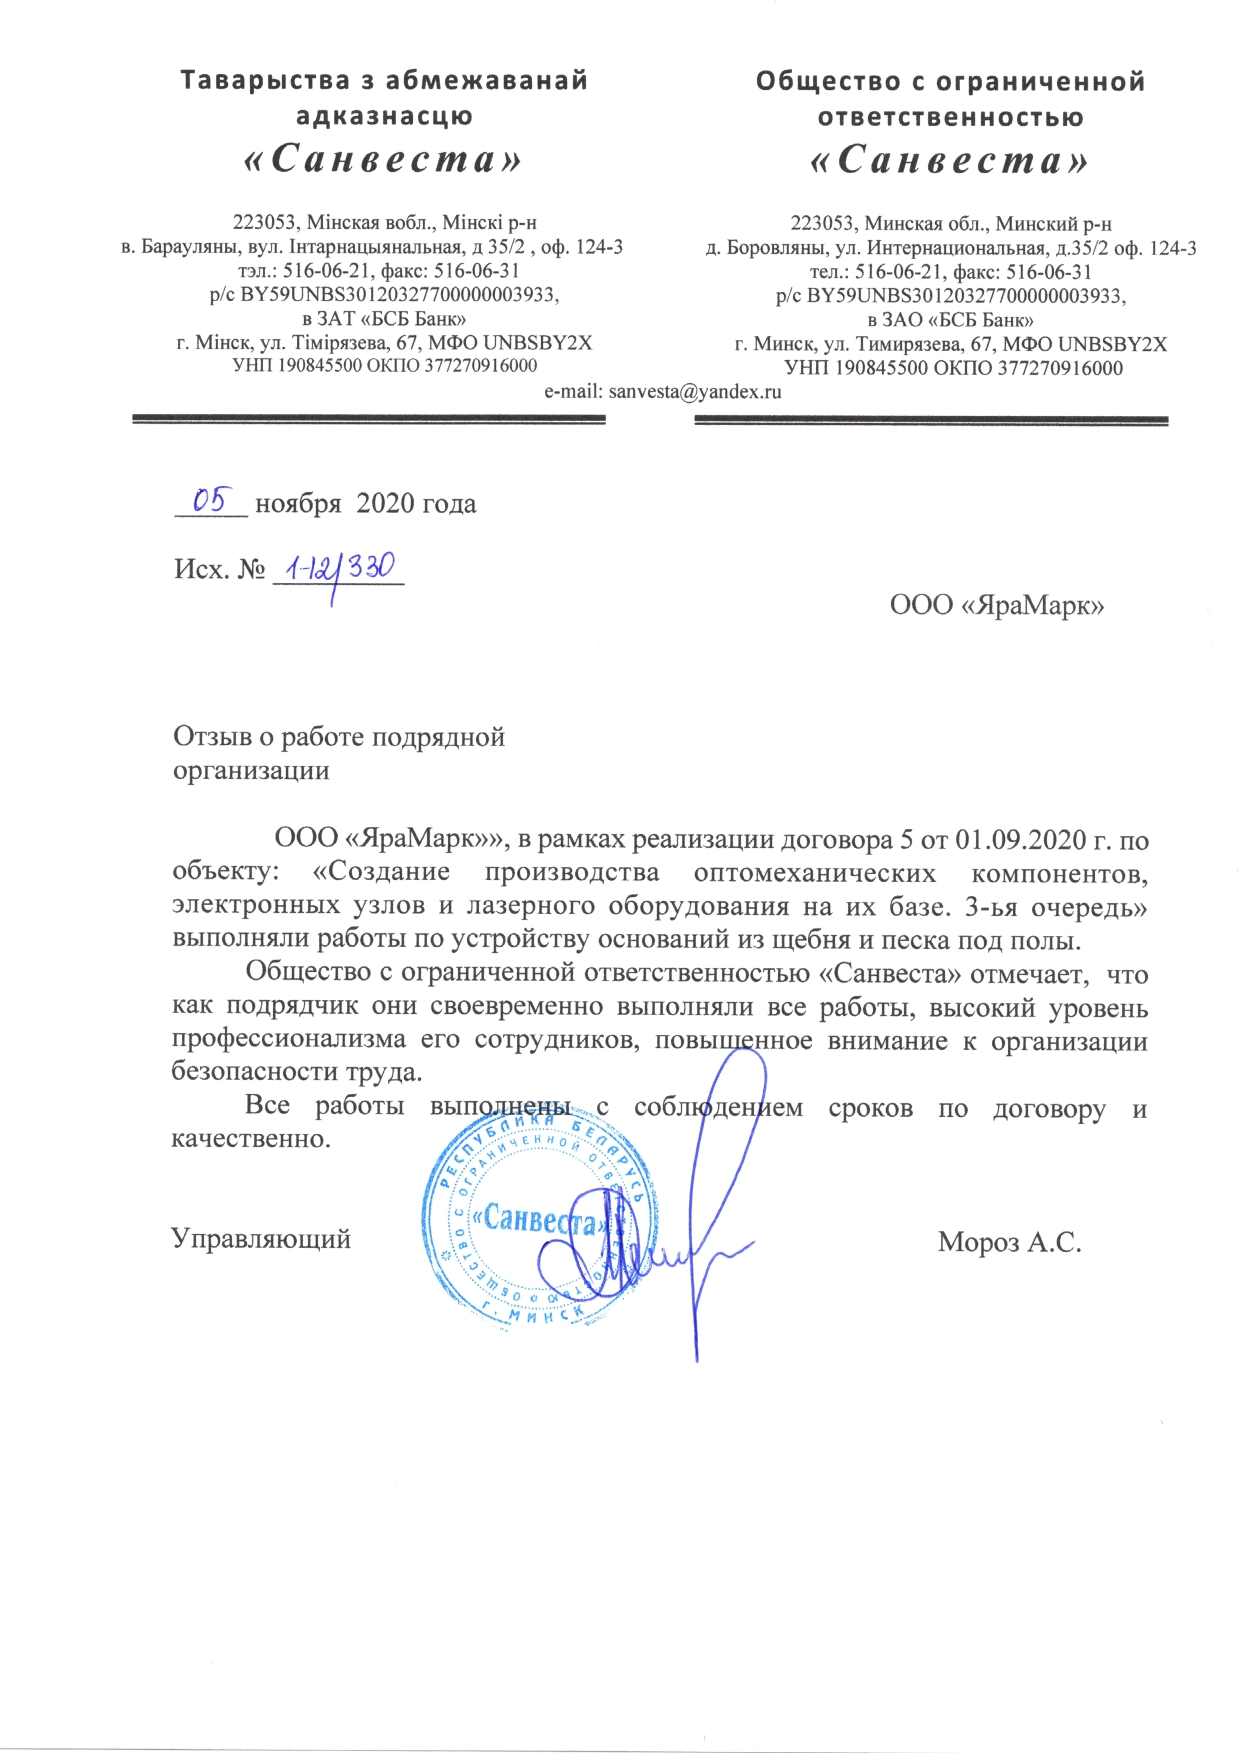 Таварыства з абмежаванай
адказнасцю
«Санвеста»
223053, Мінская вобл., Мінскі р-н
в. Барауляны, вул. Інтарнацыянальная, д 35/2 , оф. 124-3
тэл.: 516-06-21, факс: 516-06-31
р/с BY59UNBS30120327700000003933,
в ЗАТ «БСБ Банк»
г. Мінск, ул. Тімірязева, 67, МФО UNBSBY2X
УНП 190845500 ОКПО 377270916000
Общество с ограниченной
ответственностью
«Санвеста»
223053, Минская обл., Минский р-н
д. Боровляны, ул. Интернациональная, д.35/2 оф. 124-3
тел.: 516-06-21, факс: 516-06-31
р/с BY59UNBS30120327700000003933,
в ЗАО «БСБ Банк»
г. Минск, ул. Тимирязева, 67, МФО UNBSBY2X
УНП 190845500 ОКПО 377270916000
e-mail: sanvesta@yandex.ru
05 ноября 2020 года
Исх. № 1-12/330
ООО «ЯраМарк»
Отзыв о работе подрядной
организации
ООО «ЯраМарк»», в рамках реализации договора 5 от 01.09.2020 г. по
объекту: «Создание производства оптомеханических компонентов,
электронных узлов и лазерного оборудования на их базе. 3-ья очередь»
выполняли работы по устройству оснований из щебня и песка под полы.
Общество с ограниченной ответственностью «Санвеста» отмечает, что
как подрядчик они своевременно выполняли все работы, высокий уровень
профессионализма его сотрудников, повышенное внимание к организации
безопасности труда.
Все работы выполнены с соблюдением сроков по договору и
качественно.
Управляющий
Мороз А.С.
РЕСПУБЛИКА БЕЛАРУСЬ
ОБЩЕСТВО С ОГРАНИЧЕННОЙ ОТВЕТСТВЕННОСТЬЮ
«Санвеста»
г. МИНСК